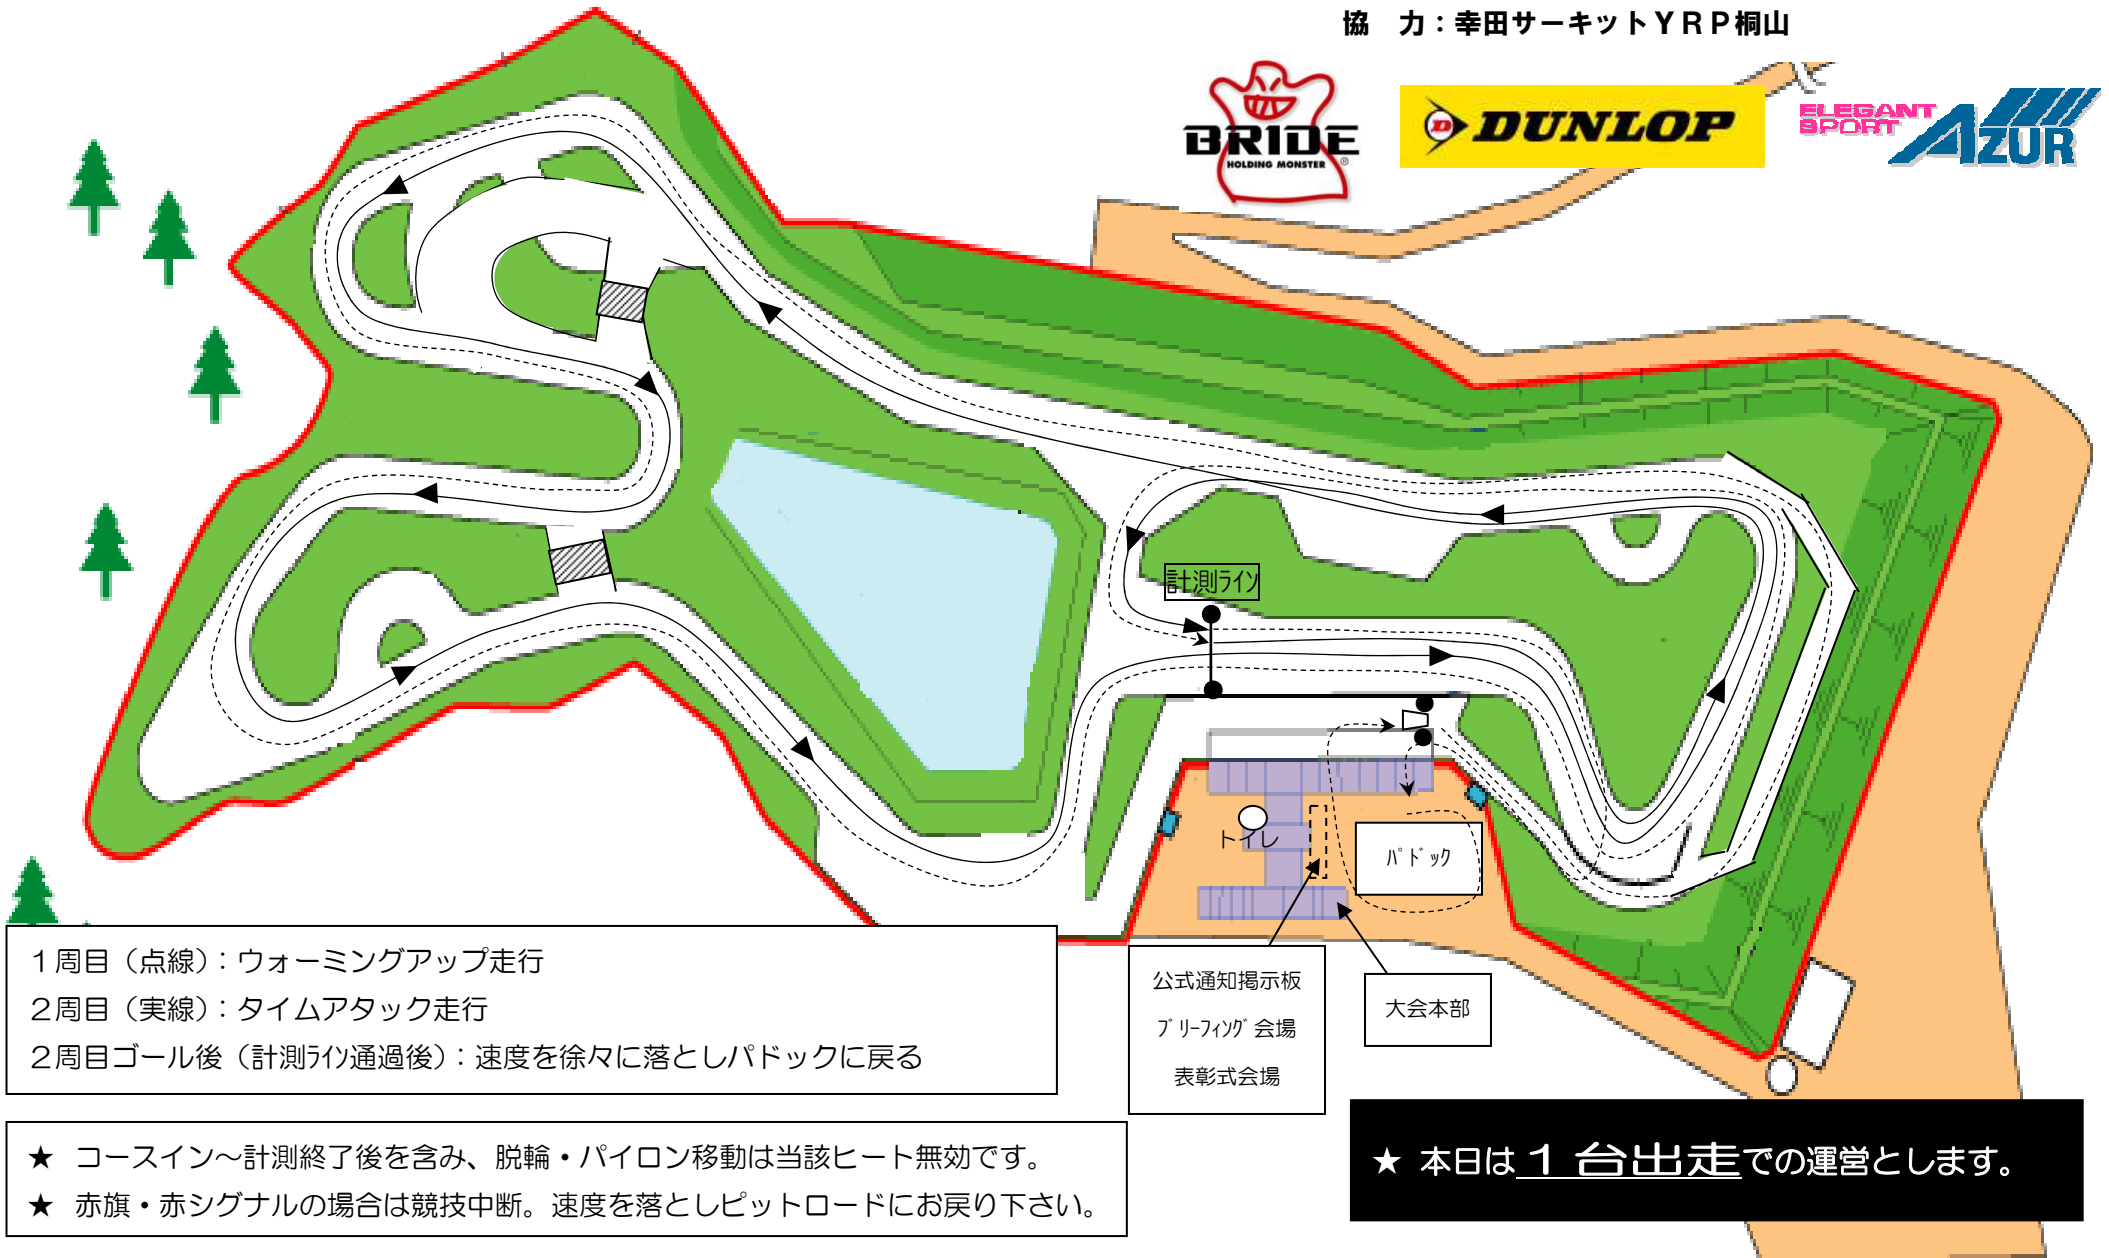 協　力：幸田サーキットＹＲＰ桐山
BRIDE
HOLDING MONSTER
®
D DUNLOP
ELEGANT
SPORT
AZUR
計測ﾗｲﾝ
トイレ
ﾊﾟﾄﾞｯｸ
１周目（点線）：ウォーミングアップ走行
２周目（実線）：タイムアタック走行
２周目ゴール後（計測ﾗｲﾝ通過後）：速度を徐々に落としパドックに戻る
公式通知掲示板
ﾌﾞﾘｰﾌｨﾝｸﾞ会場
表彰式会場
大会本部
★ コースイン～計測終了後を含み、脱輪・パイロン移動は当該ヒート無効です。
★ 赤旗・赤シグナルの場合は競技中断。速度を落としピットロードにお戻り下さい。
★ 本日は１台出走での運営とします。